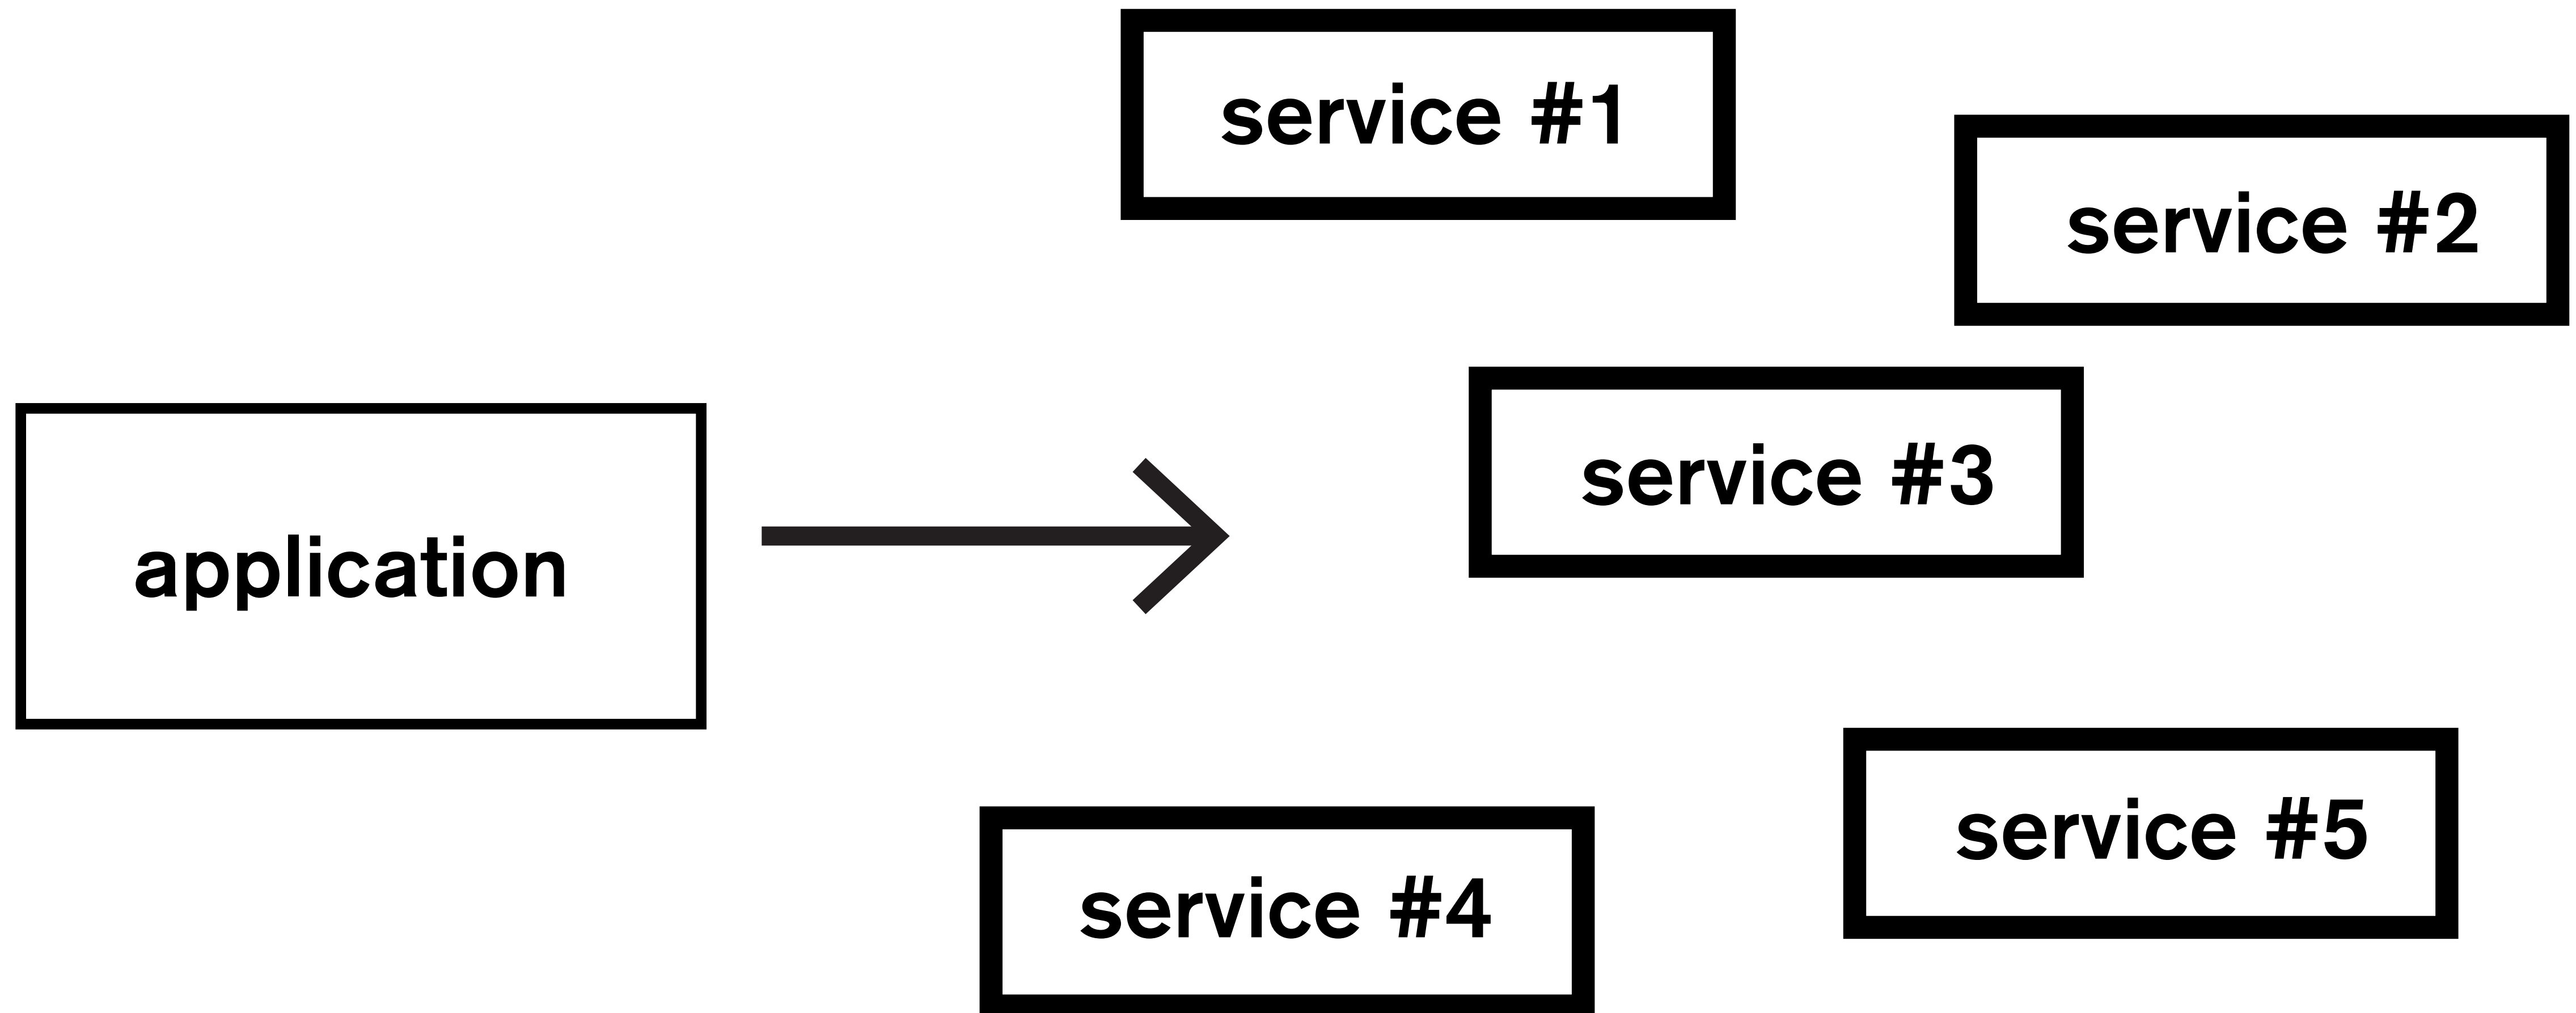 service #1
service #2
service #3
application
service #4
service #5